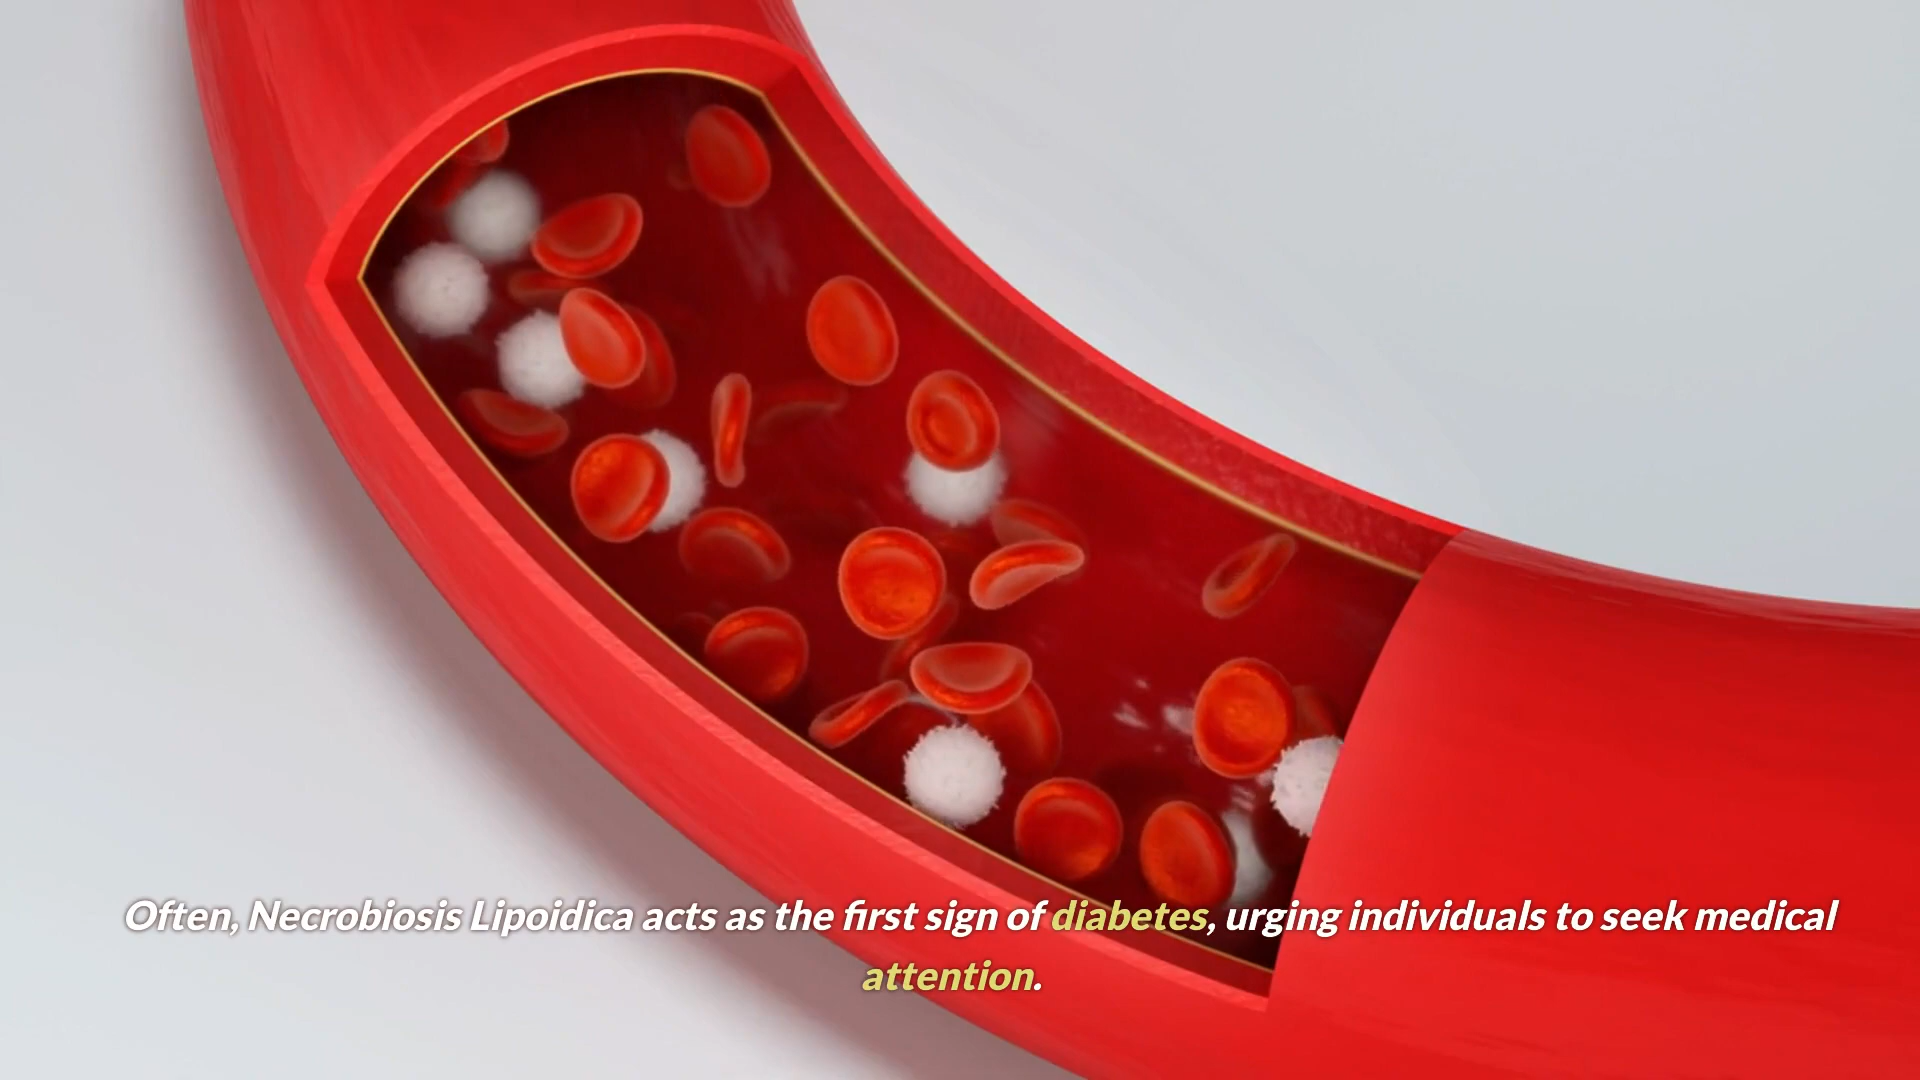 Often, Necrobiosis Lipoidica acts as the first sign of diabetes, urging individuals to seek medical
attention.